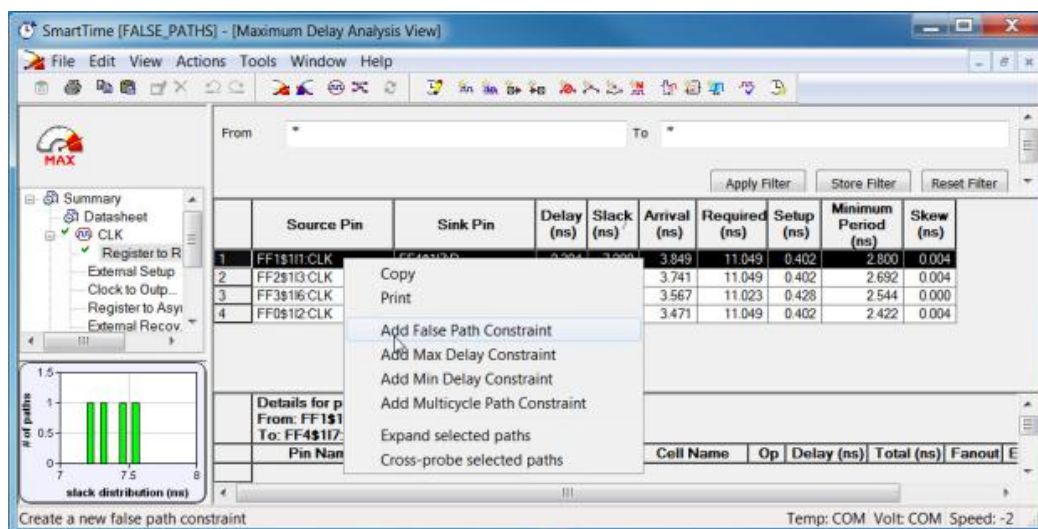 SmartTime [FALSE_PATHS] - [Maximum Delay Analysis View]
File Edit View Actions Tools Window Help
MAX
From * To *
Apply Filter Store Filter Reset Filter
Summary
Datasheet
CLK
Register to R
External Setup
Clock to Outp...
Register to Asyı
External Recov.
Source Pin Sink Pin Delay (ns) Slack (ns) Arrival (ns) Required (ns) Setup (ns) Minimum Period (ns) Skew (ns)
1 FF1$1I1:CLK 3.849 11.049 0.402 2.800 0.004
2 FF2$1I3:CLK 3.741 11.049 0.402 2.692 0.004
3 FF3$1I6:CLK 3.567 11.023 0.428 2.544 0.000
4 FF0$1I2:CLK 3.471 11.049 0.402 2.422 0.004
Copy
Print
Add False Path Constraint
Add Max Delay Constraint
Add Min Delay Constraint
Add Multicycle Path Constraint
Expand selected paths
Cross-probe selected paths
Details for p
From: FF1$1
To: FF4$1I7:
Pin Nam Cell Name Op Delay (ns) Total (ns) Fanout E
# of paths
1.5
1
0.5
0
7 7.5 8
slack distribution (ns)
Create a new false path constraint
Temp: COM Volt: COM Speed: -2